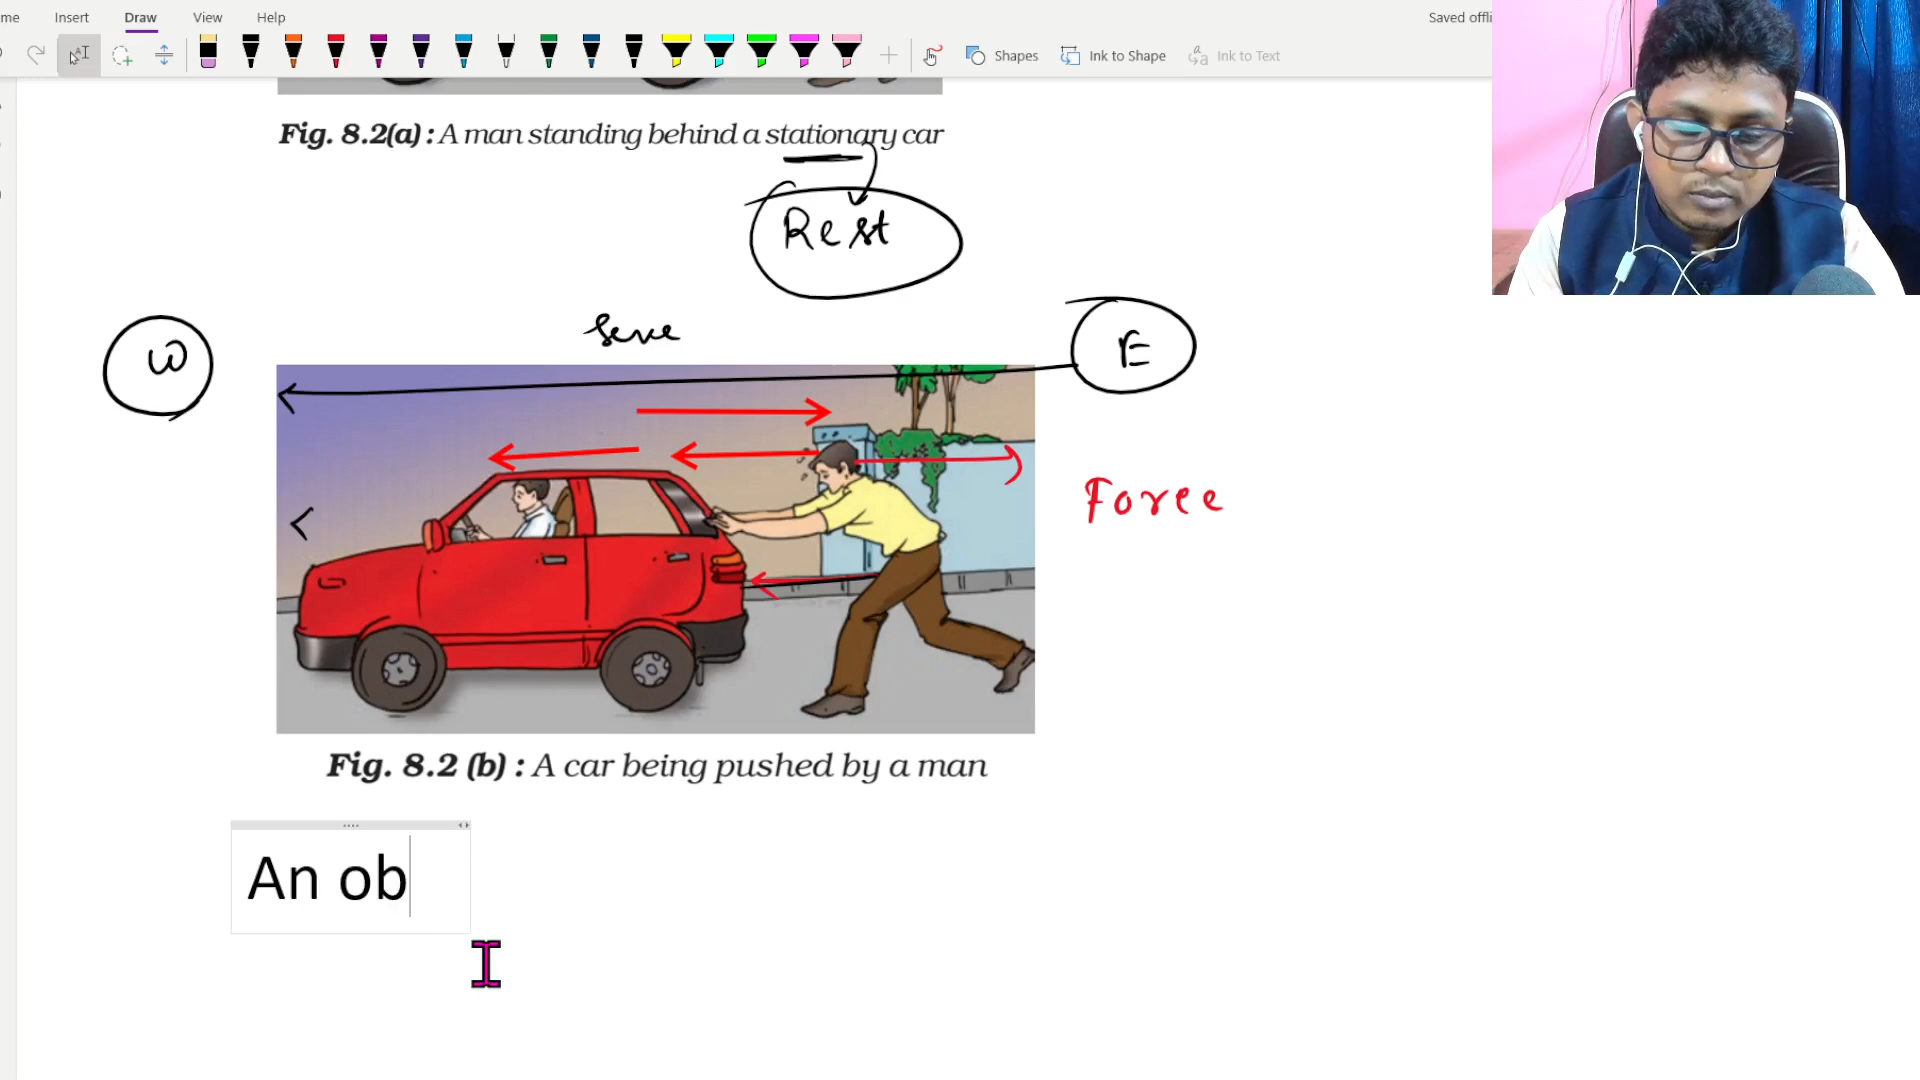 me Insert Draw View Help Saved offli
Shapes Ink to Shape Ink to Text
Fig. 8.2(a) : A man standing behind a stationary car
Rest
W
E
Force
Fig. 8.2 (b) : A car being pushed by a man
An ob